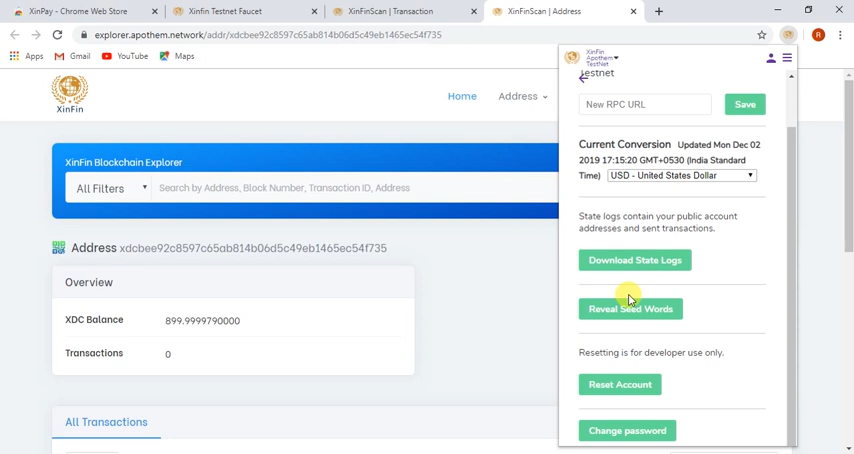 XinPay - Chrome Web Store
Xinfin Testnet Faucet
XinFinScan | Transaction
XinFinScan | Address
explorer.apothem.network/addr/xdcbee92c8597c65ab814b06d5c49eb1465ec54f735
R
Apps
Gmail
YouTube
Maps
XinFin
Home
Address
XinFin Blockchain Explorer
All Filters
Search by Address, Block Number, Transaction ID, Address
Address xdcbee92c8597c65ab814b06d5c49eb1465ec54f735
Overview
XDC Balance 899.9999790000
Transactions 0
All Transactions
XinFin
Apothem
TestNet
Testnet
New RPC URL
Save
Current Conversion Updated Mon Dec 02
2019 17:15:20 GMT+0530 (India Standard
Time) USD - United States Dollar
State logs contain your public account
addresses and sent transactions.
Download State Logs
Reveal Seed Words
Resetting is for developer use only.
Reset Account
Change password